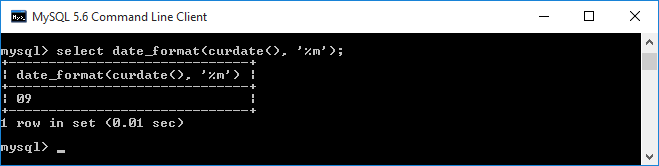 MySQL 5.6 Command Line Client
mysql> select date_format(curdate(), '%m');
+----------------------------+
| date_format(curdate(), '%m') |
+----------------------------+
| 09                         |
+----------------------------+
1 row in set (0.01 sec)
mysql> _